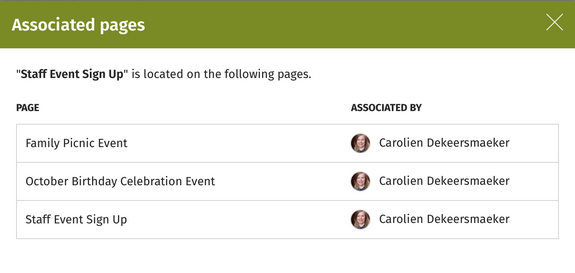 Associated pages
"Staff Event Sign Up" is located on the following pages.
PAGE ASSOCIATED BY
Family Picnic Event Carolien Dekeersmaeker
October Birthday Celebration Event Carolien Dekeersmaeker
Staff Event Sign Up Carolien Dekeersmaeker